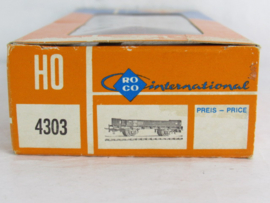 HO
ROCO international
4303
PREIS – PRICE